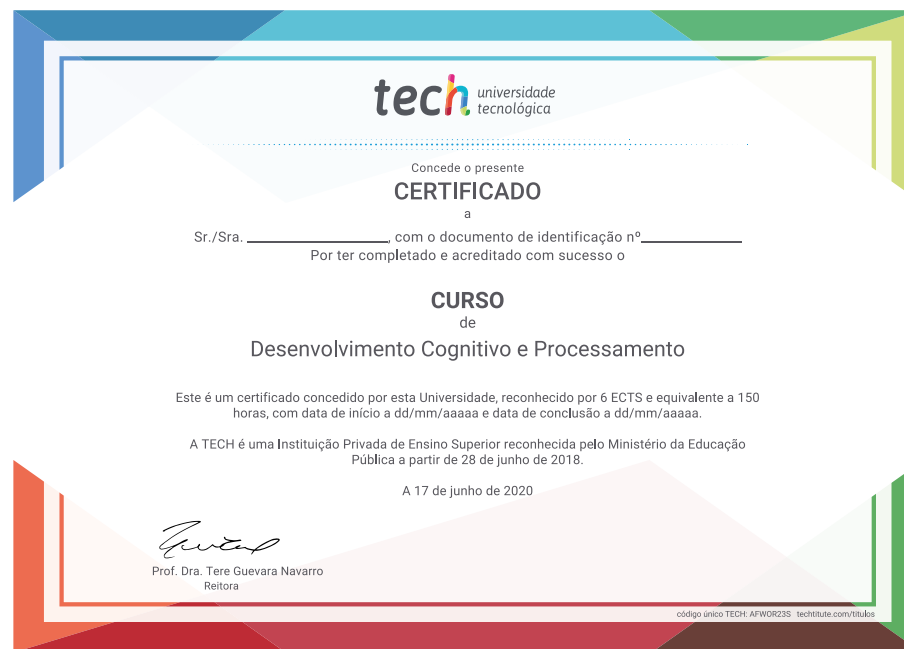 tech universidade
tecnológica
Concede o presente
CERTIFICADO
a
Sr./Sra. ____________, com o documento de identificação nº____________
Por ter completado e acreditado com sucesso o
CURSO
de
Desenvolvimento Cognitivo e Processamento
Este é um certificado concedido por esta Universidade, reconhecido por 6 ECTS e equivalente a 150
horas, com data de início a dd/mm/aaaaa e data de conclusão a dd/mm/aaaaa.
A TECH é uma Instituição Privada de Ensino Superior reconhecida pelo Ministério da Educação
Pública a partir de 28 de junho de 2018.
A 17 de junho de 2020
Prof. Dra. Tere Guevara Navarro
Reitora
código único TECH: AFWOR23S techtitute.com/titulos